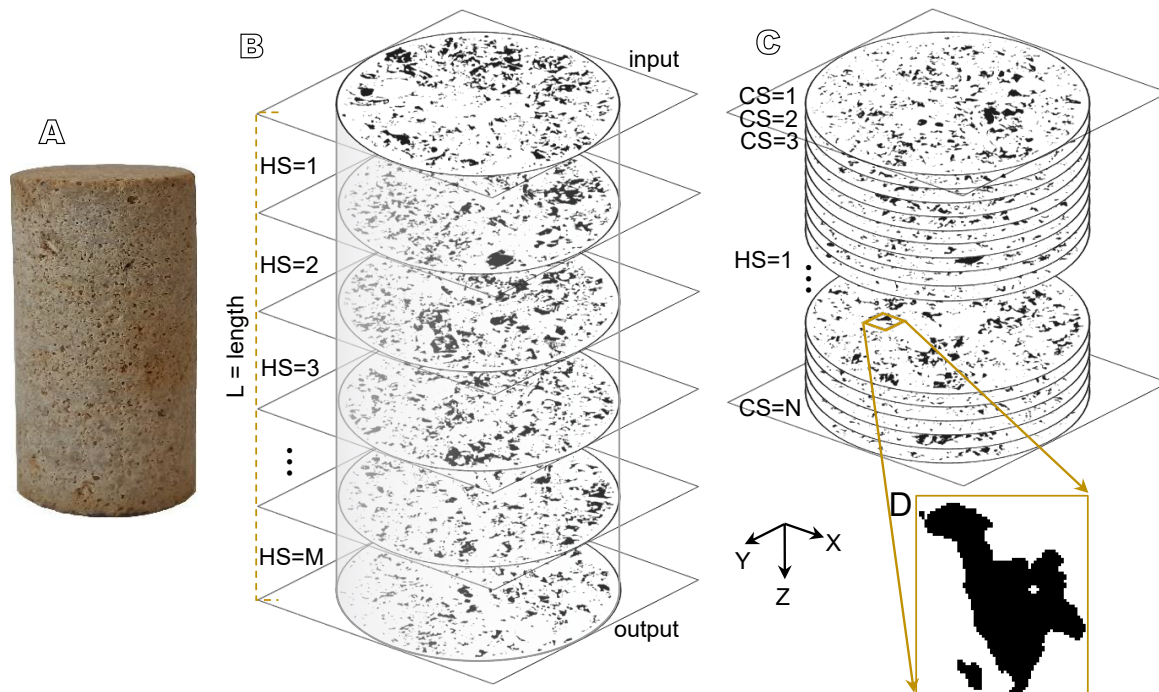 A
B
input
HS=1
HS=2
L = length
HS=3
HS=M
output
C
CS=1
CS=2
CS=3
HS=1
CS=N
D
Y
X
Z